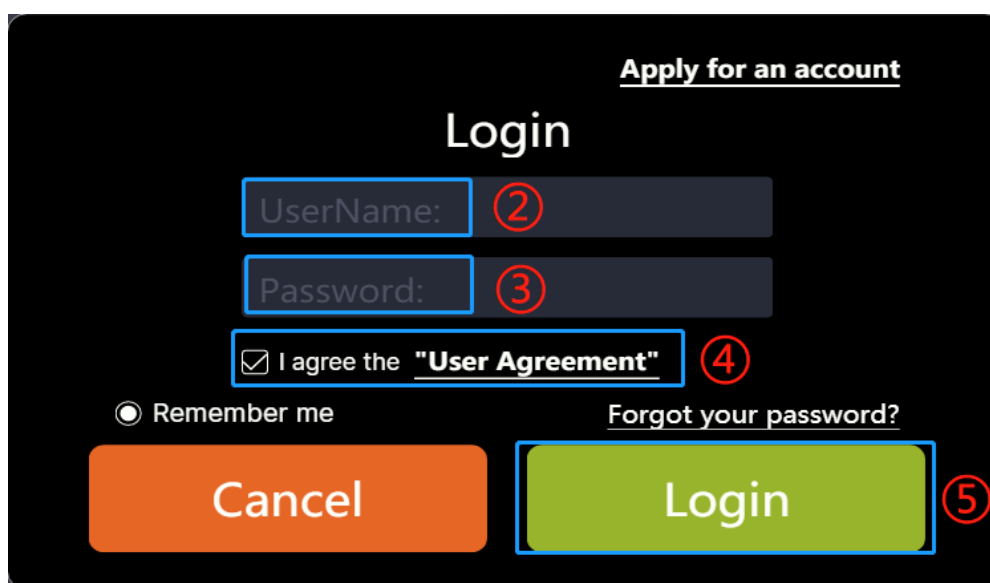 Apply for an account
Login
UserName: ②
Password: ③
I agree the "User Agreement" ④
Remember me Forgot your password?
Cancel Login ⑤